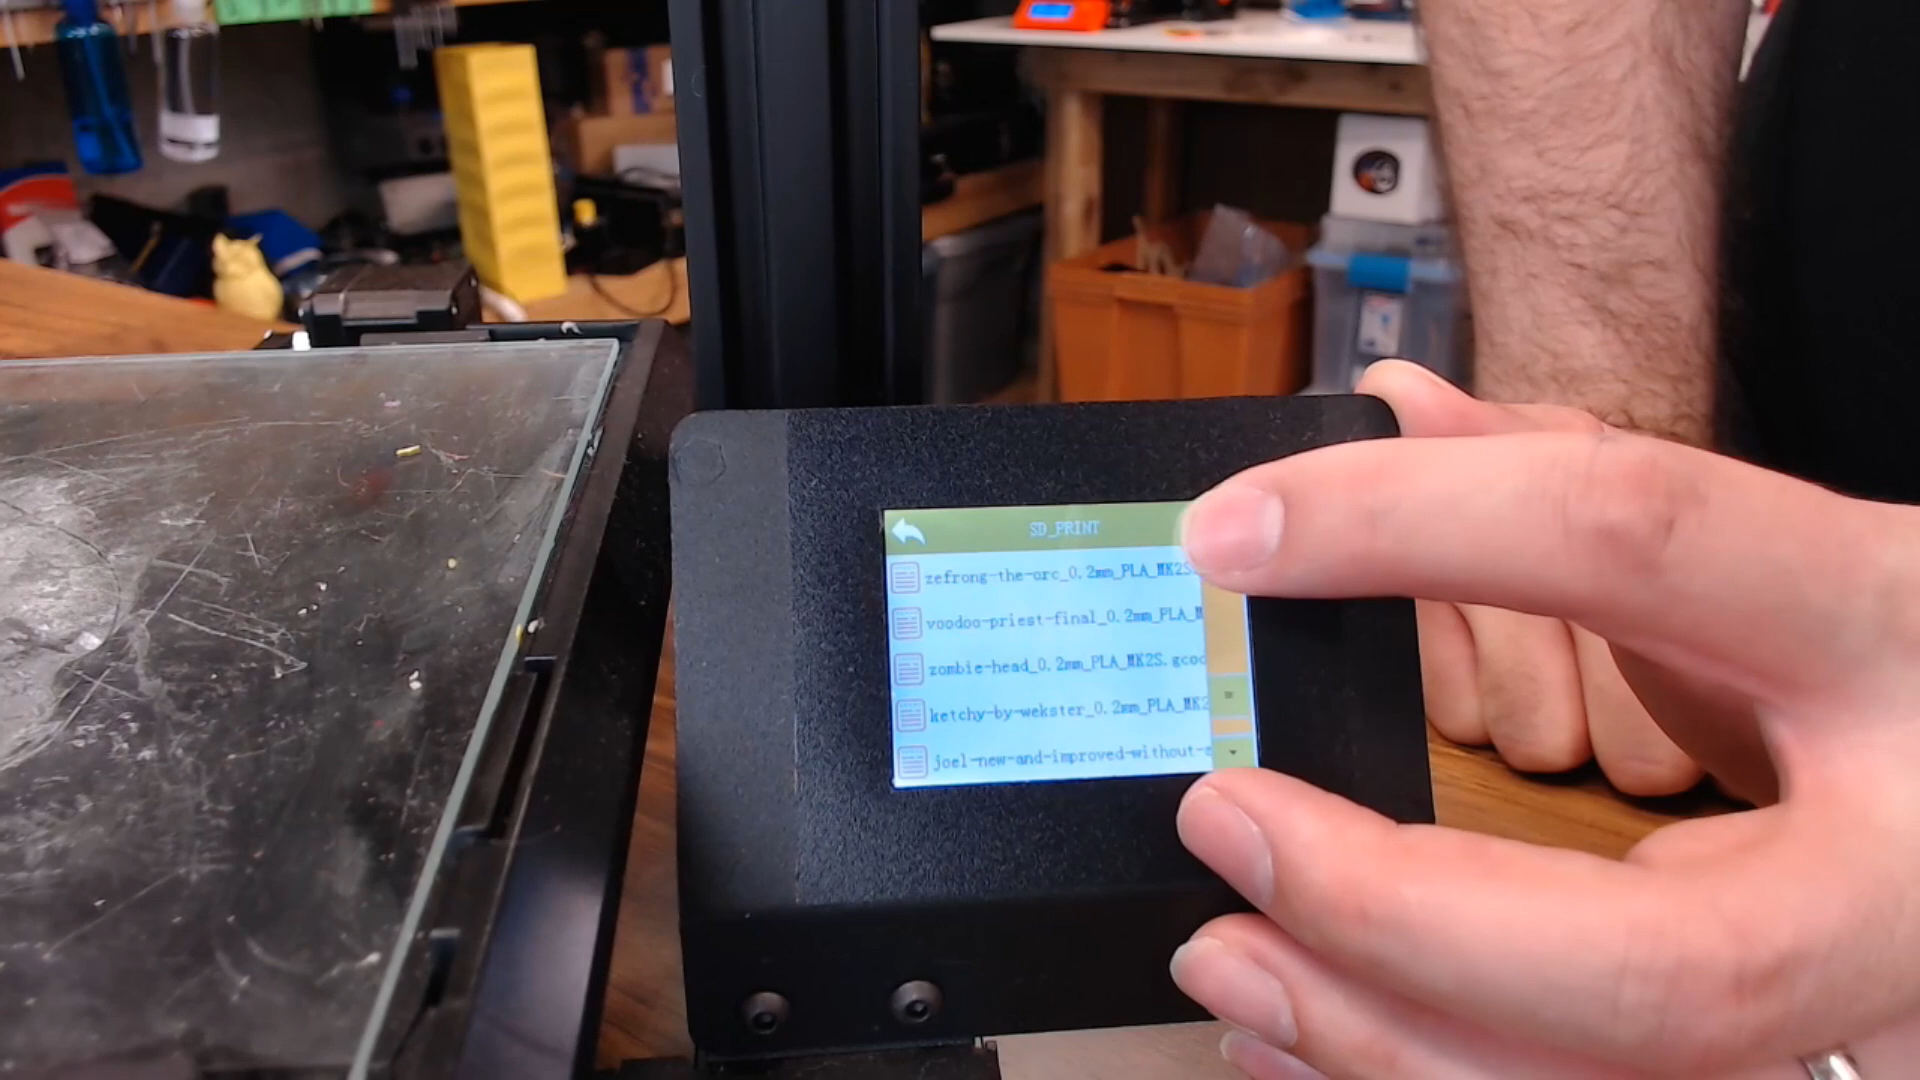 SD_PRINT
zefrong-the-orc_0.2mm_PLA_MK2S
voodoo-priest-final_0.2mm_PLA_M
zombie-head_0.2mm_PLA_MK2S.gcod
ketchy-by-wekster_0.2mm_PLA_MK2
joel-new-and-improved-without-